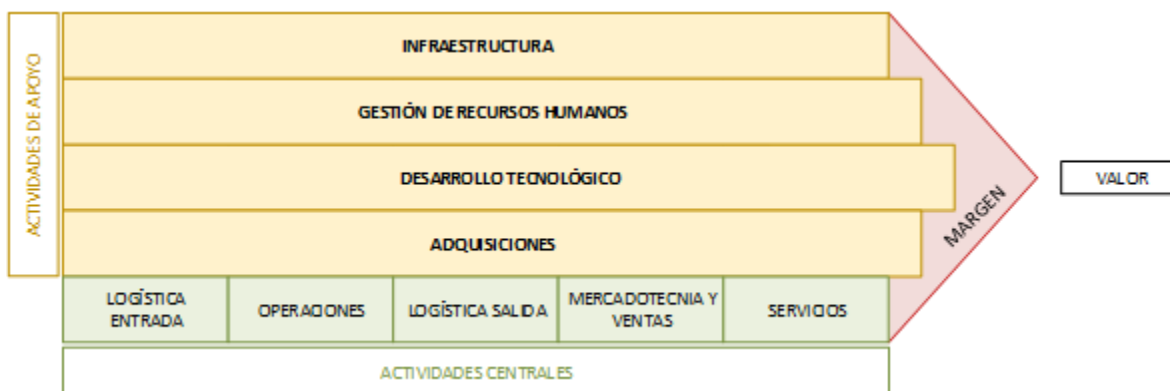 ACTIVIDADES DE APOYO
INFRAESTRUCTURA
GESTIÓN DE RECURSOS HUMANOS
DESARROLLO TECNOLÓGICO
ADQUISICIONES
MARGEN
VALOR
LOGÍSTICA
ENTRADA
OPERACIONES
LOGÍSTICA SALIDA
MERCADOTECNIA Y
VENTAS
SERVICIOS
ACTIVIDADES CENTRALES